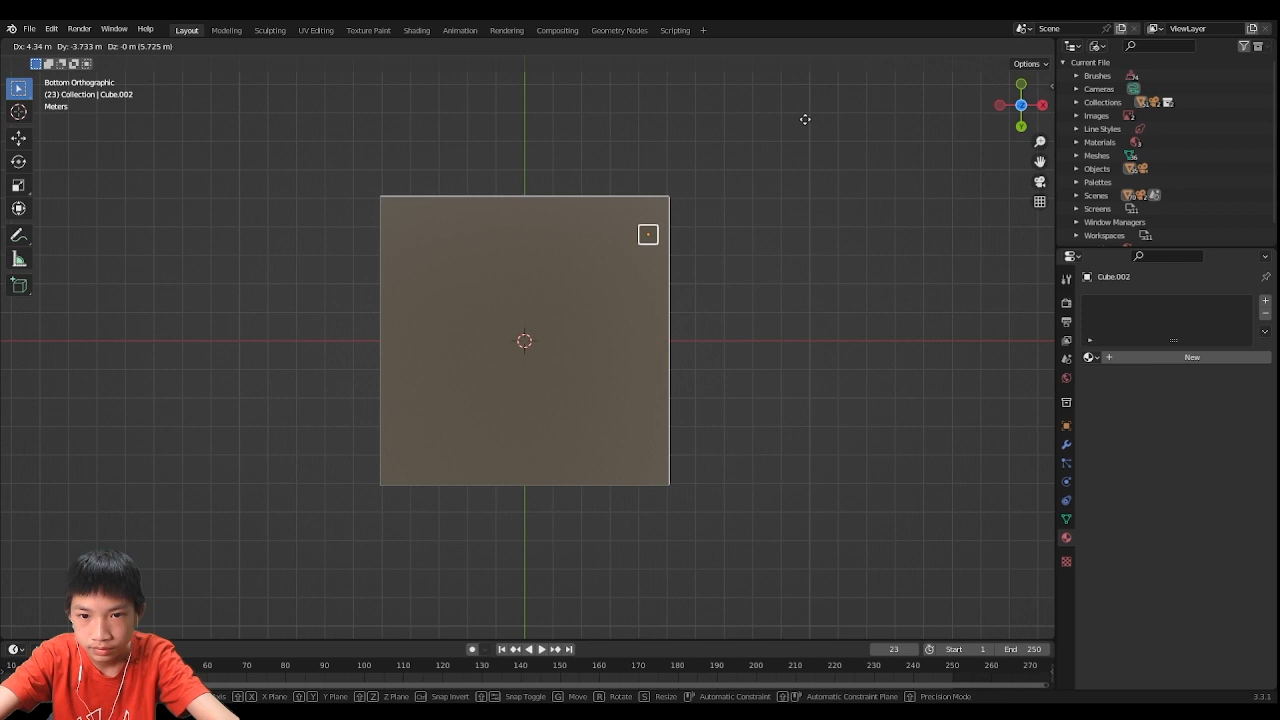 File Edit Render Window Help Layout Modeling Sculpting UV Editing Texture Paint Shading Animation Rendering Compositing Geometry Nodes Scripting + Scene ViewLayer
Dx: 4.34 m Dy: -3.733 m Dz: -0 m (5.725 m)
Options
Bottom Orthographic
(23) Collection | Cube.002
Meters
X
Y
Current File
Brushes
Cameras
Collections
Images
Line Styles
Materials
Meshes
Objects
Palettes
Scenes
Screens
Window Managers
Workspaces
Cube.002
New
23 Start 1 End 250
10 60 70 80 90 100 110 120 130 140 150 160 170 180 190 200 210 220 230 240 250 260 270
X X Plane Y Y Plane Z Z Plane Snap Invert Snap Toggle G Move R Rotate S Resize Automatic Constraint Automatic Constraint Plane Precision Mode 3.3.1